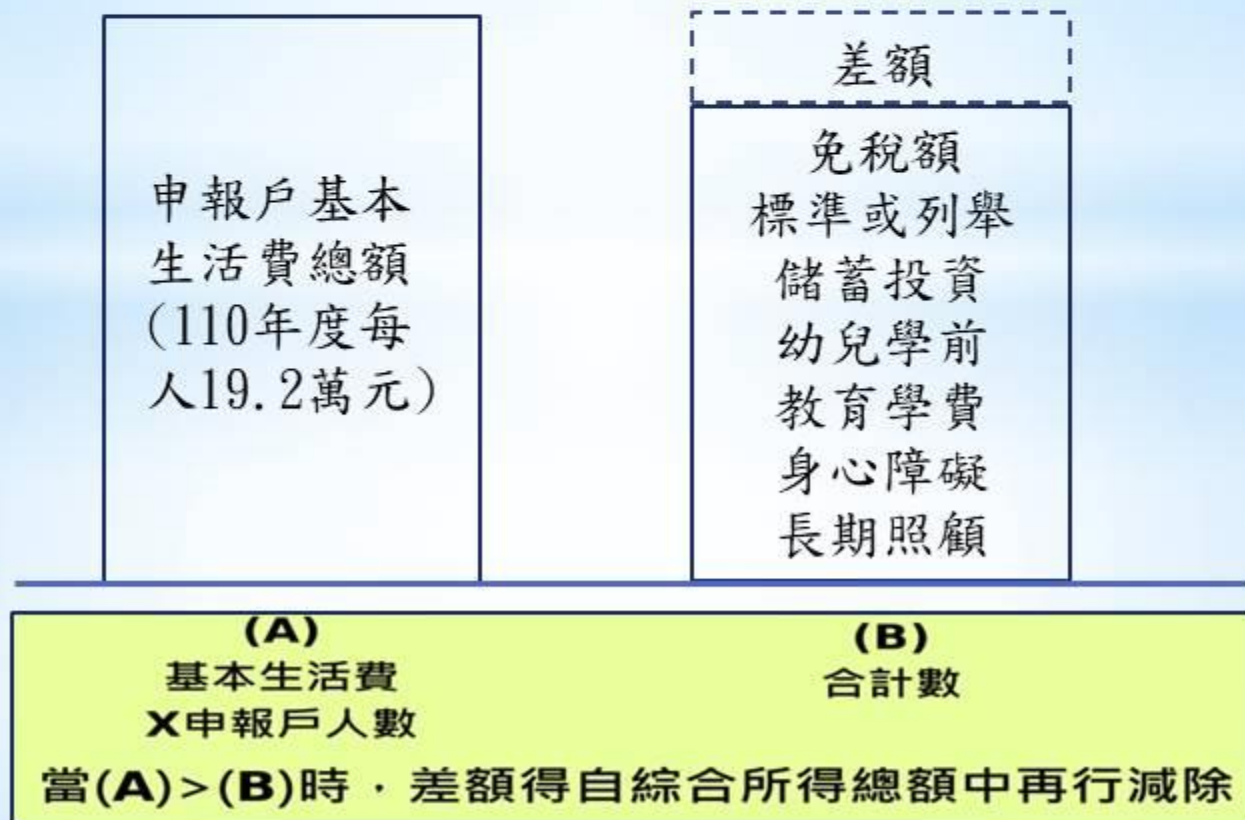 申報戶基本
生活費總額
(110年度每
人19.2萬元)
差額
免稅額
標準或列舉
儲蓄投資
幼兒學前
教育學費
身心障礙
長期照顧
(A)
基本生活費
X申報戶人數
(B)
合計數
當(A)>(B)時，差額得自綜合所得總額中再行減除